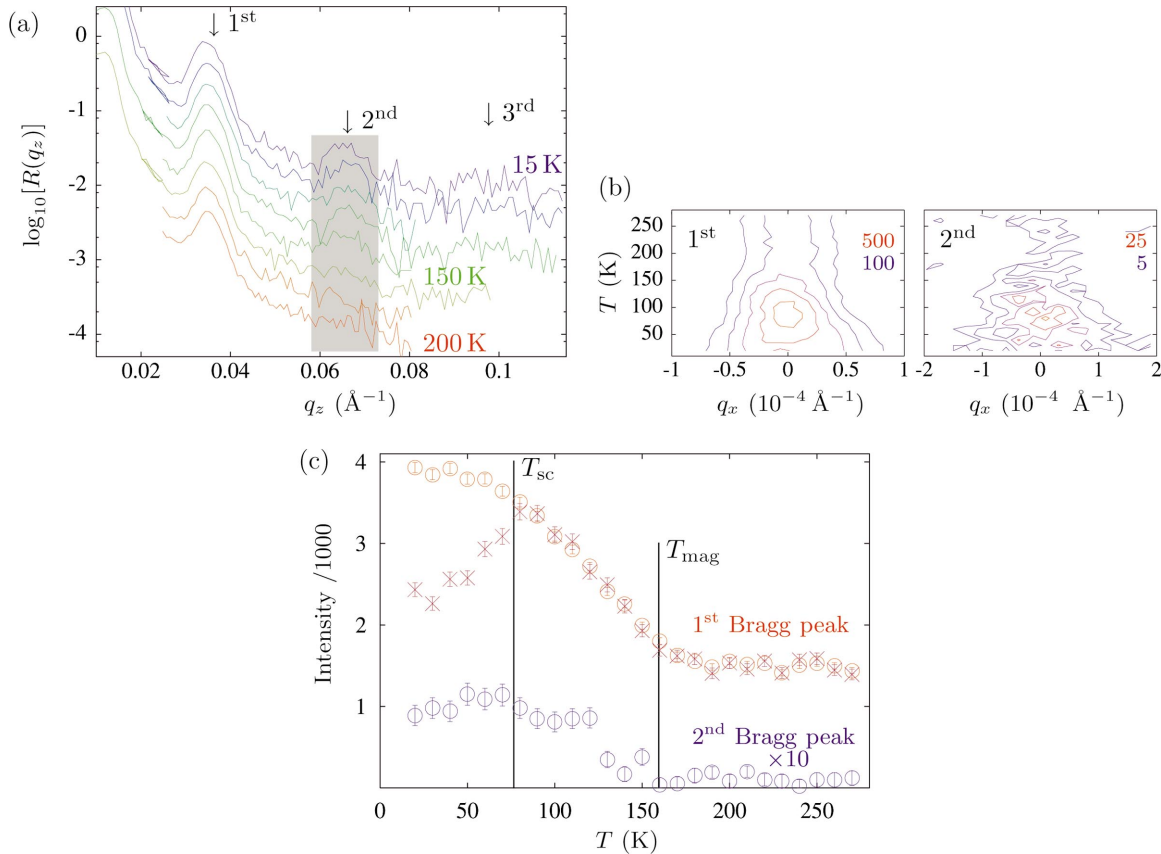 (a)
↓ 1st
↓ 2nd
↓ 3rd
0
-1
-2
-3
-4
log10[R(qz)]
15 K
150 K
200 K
0.02 0.04 0.06 0.08 0.1
qz (Å−1)
(b)
1st
500
100
2nd
25
5
250
200
150
100
50
T (K)
-1 -0.5 0 0.5 1
-2 -1 0 1 2
qx (10−4 Å−1)
qx (10−4 Å−1)
(c)
4
3
2
1
Intensity /1000
Tsc
Tmag
1st Bragg peak
2nd Bragg peak
×10
0 50 100 150 200 250
T (K)